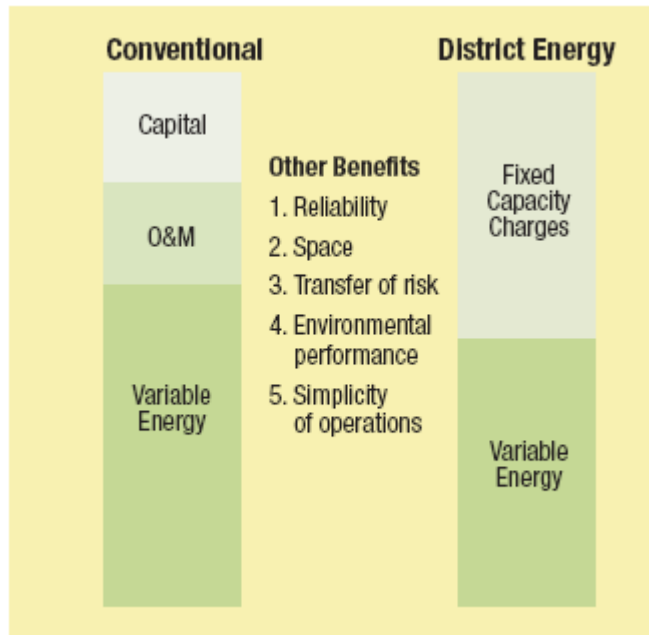 Conventional
District Energy
Capital
O&M
Variable
Energy
Other Benefits
1. Reliability
2. Space
3. Transfer of risk
4. Environmental
performance
5. Simplicity
of operations
Fixed
Capacity
Charges
Variable
Energy